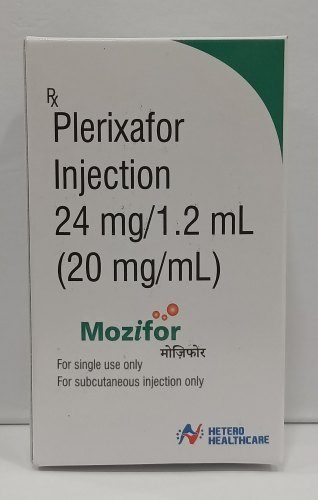 Rx
Plerixafor
Injection
24 mg/1.2 mL
(20 mg/mL)
Mozifor
मोज़िफोर
For single use only
For subcutaneous injection only
HETERO
HEALTHCARE